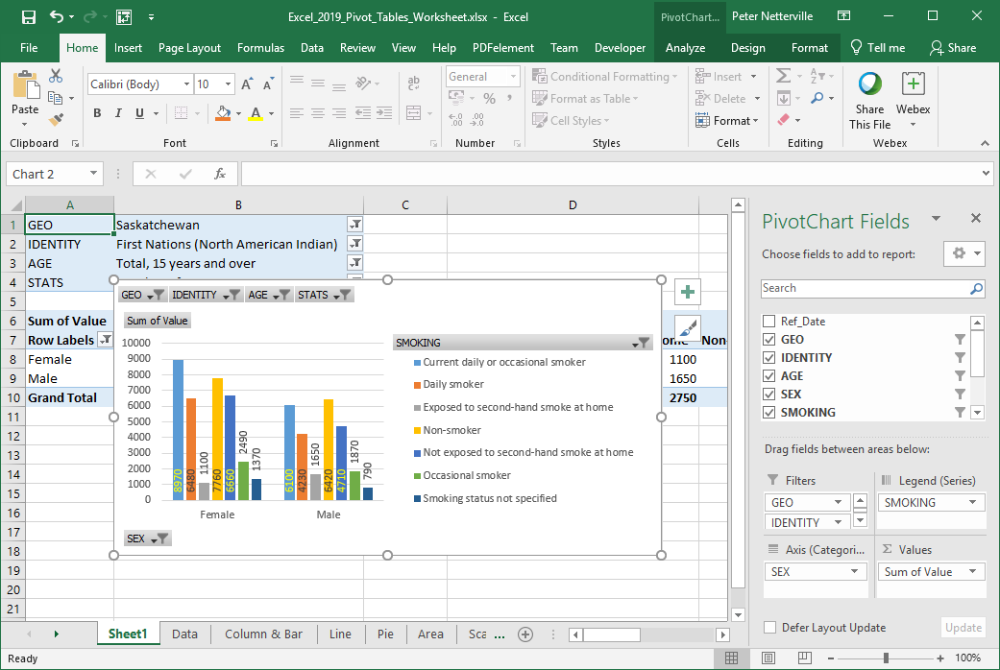 Excel_2019_Pivot_Tables_Worksheet.xlsx - Excel
PivotChart...
Peter Netterville
File Home Insert Page Layout Formulas Data Review View Help PDFelement Team Developer Analyze Design Format Tell me Share
Paste
Calibri (Body) 10
B I U
ab
General
% ,
Conditional Formatting
Format as Table
Cell Styles
Insert
Delete
Format
Share This File
Webex
Clipboard Font Alignment Number Styles Cells Editing Webex
Chart 2
fx
A B C D
1 GEO Saskatchewan
2 IDENTITY First Nations (North American Indian)
3 AGE Total, 15 years and over
4 STATS
5
6 Sum of Value
7 Row Labels Non-
8 Female 1100
9 Male 1650
10 Grand Total 2750
11
12
13
14
15
16
17
18
19
20
21
GEO IDENTITY AGE STATS
Sum of Value
10000
9000
8000
7000
6000
5000
4000
3000
2000
1000
0
8970 6480 1100 7760 6660 2490 1370
6100 4230 1650 6420 4710 1870 790
Female Male
SMOKING
Current daily or occasional smoker
Daily smoker
Exposed to second-hand smoke at home
Non-smoker
Not exposed to second-hand smoke at home
Occasional smoker
Smoking status not specified
SEX
PivotChart Fields
Choose fields to add to report:
Search
Ref_Date
GEO
IDENTITY
AGE
SEX
SMOKING
Drag fields between areas below:
Filters
GEO
IDENTITY
Legend (Series)
SMOKING
Axis (Categori...
SEX
Σ Values
Sum of Value
Defer Layout Update
Update
Sheet1 Data Column & Bar Line Pie Area Sca ...
Ready
100%